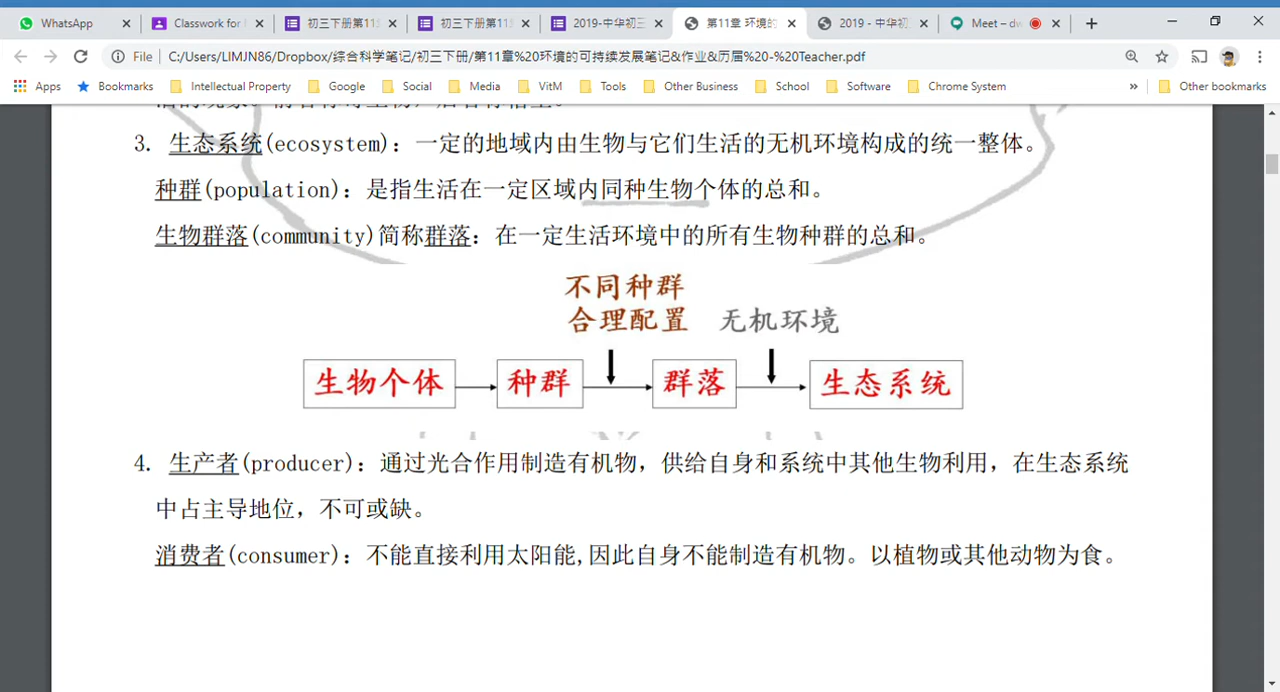 WhatsApp
Classwork for
初三下册第11
初三下册第11
2019-中华初三
第11章 环境的
2019 - 中华初
Meet – dw
File
C:/Users/LIMJN86/Dropbox/综合科学笔记/初三下册/第11章%20环境的可持续发展笔记&作业&历届%20-%20Teacher.pdf
Apps
Bookmarks
Intellectual Property
Google
Social
Media
VitM
Tools
Other Business
School
Software
Chrome System
»
Other bookmarks
3. 生态系统(ecosystem): 一定的地域内由生物与它们生活的无机环境构成的统一整体。
种群(population): 是指生活在一定区域内同种生物个体的总和。
生物群落(community)简称群落: 在一定生活环境中的所有生物种群的总和。
不同种群
合理配置
无机环境
生物个体
种群
群落
生态系统
4. 生产者(producer): 通过光合作用制造有机物，供给自身和系统中其他生物利用，在生态系统
中占主导地位，不可或缺。
消费者(consumer): 不能直接利用太阳能,因此自身不能制造有机物。以植物或其他动物为食。